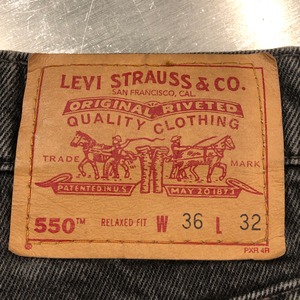 LEVI STRAUSS & CO.
SAN FRANCISCO, CAL.
ORIGINAL RIVETED
QUALITY CLOTHING
TRADE MARK
PATENTED IN U.S. MAY 20 1873
550™ RELAXED FIT W 36 L 32
® PXR 4R